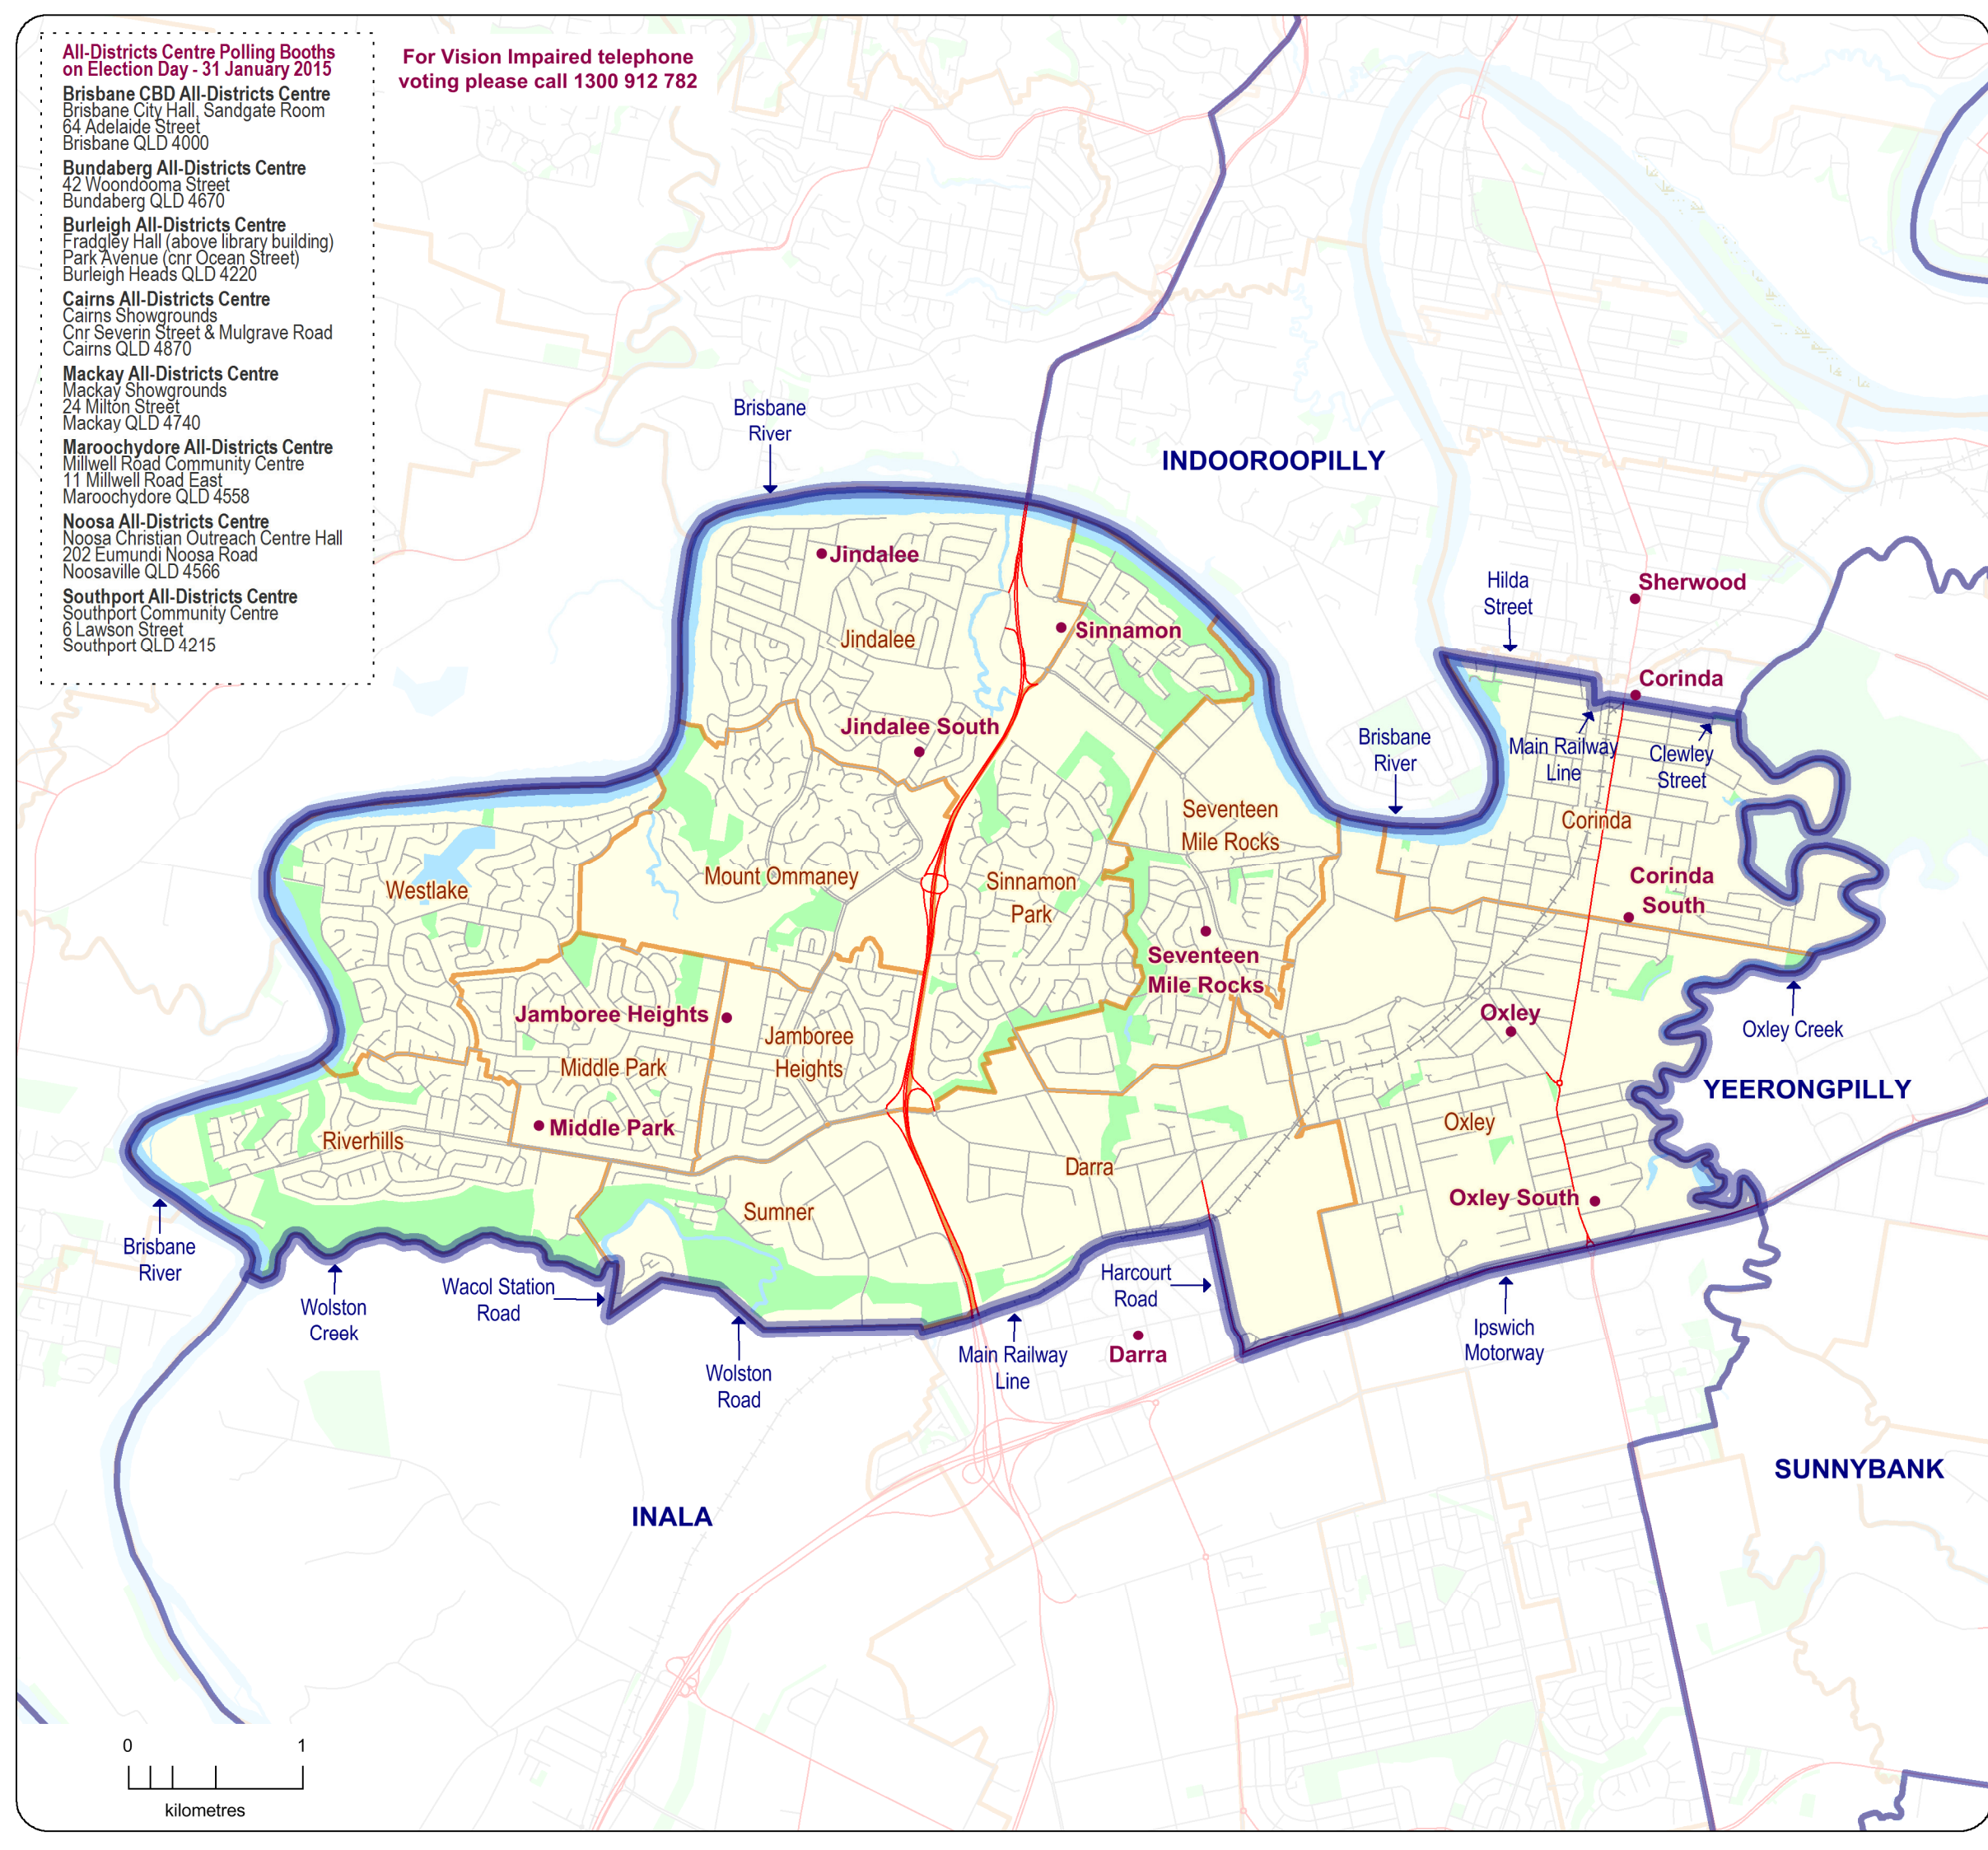 All-Districts Centre Polling Booths
on Election Day - 31 January 2015
Brisbane CBD All-Districts Centre
Brisbane City Hall, Sandgate Room
64 Adelaide Street
Brisbane QLD 4000
Bundaberg All-Districts Centre
42 Woondooma Street
Bundaberg QLD 4670
Burleigh All-Districts Centre
Fradgley Hall (above library building)
Park Avenue (cnr Ocean Street)
Burleigh Heads QLD 4220
Cairns All-Districts Centre
Cairns Showgrounds
Cnr Severin Street & Mulgrave Road
Cairns QLD 4870
Mackay All-Districts Centre
Mackay Showgrounds
24 Milton Street
Mackay QLD 4740
Maroochydore All-Districts Centre
Millwell Road Community Centre
11 Millwell Road East
Maroochydore QLD 4558
Noosa All-Districts Centre
Noosa Christian Outreach Centre Hall
202 Eumundi Noosa Road
Noosaville QLD 4566
Southport All-Districts Centre
Southport Community Centre
6 Lawson Street
Southport QLD 4215
For Vision Impaired telephone
voting please call 1300 912 782
Brisbane
River
INDOOROOPILLY
Jindalee
Jindalee
Sinnamon
Hilda
Street
Sherwood
Corinda
Jindalee South
Brisbane
River
Main Railway
Line
Clewley
Street
Seventeen
Mile Rocks
Corinda
Westlake
Mount Ommaney
Sinnamon
Park
Corinda
South
Seventeen
Mile Rocks
Jamboree Heights
Jamboree
Heights
Oxley
Oxley Creek
Middle Park
YEERONGPILLY
Middle Park
Riverhills
Oxley
Darra
Sumner
Oxley South
Brisbane
River
Wolston
Creek
Wacol Station
Road
Harcourt
Road
Wolston
Road
Main Railway
Line
Darra
Ipswich
Motorway
SUNNYBANK
INALA
0 1
kilometres